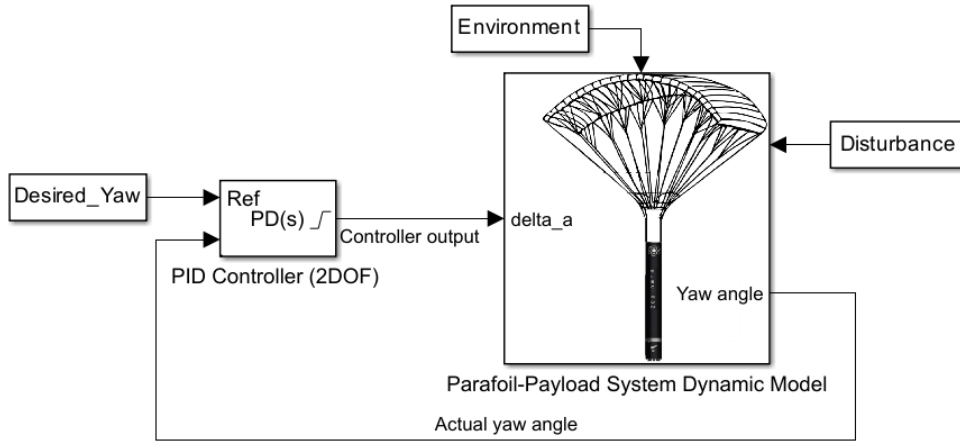 Environment
Disturbance
Desired_Yaw
Ref
PD(s)
Controller output
delta_a
PID Controller (2DOF)
Yaw angle
Parafoil-Payload System Dynamic Model
Actual yaw angle